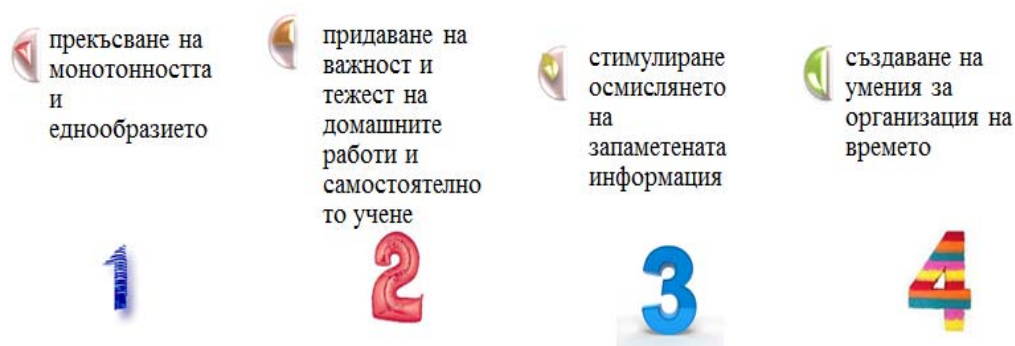 прекъсване на
монотонността
и
еднообразието
придаване на
важност и
тежест на
домашните
работи и
самостоятелно
то учене
стимулиране
осмислянето
на
запаметената
информация
създаване на
умения за
организация на
времето
1
2
3
4